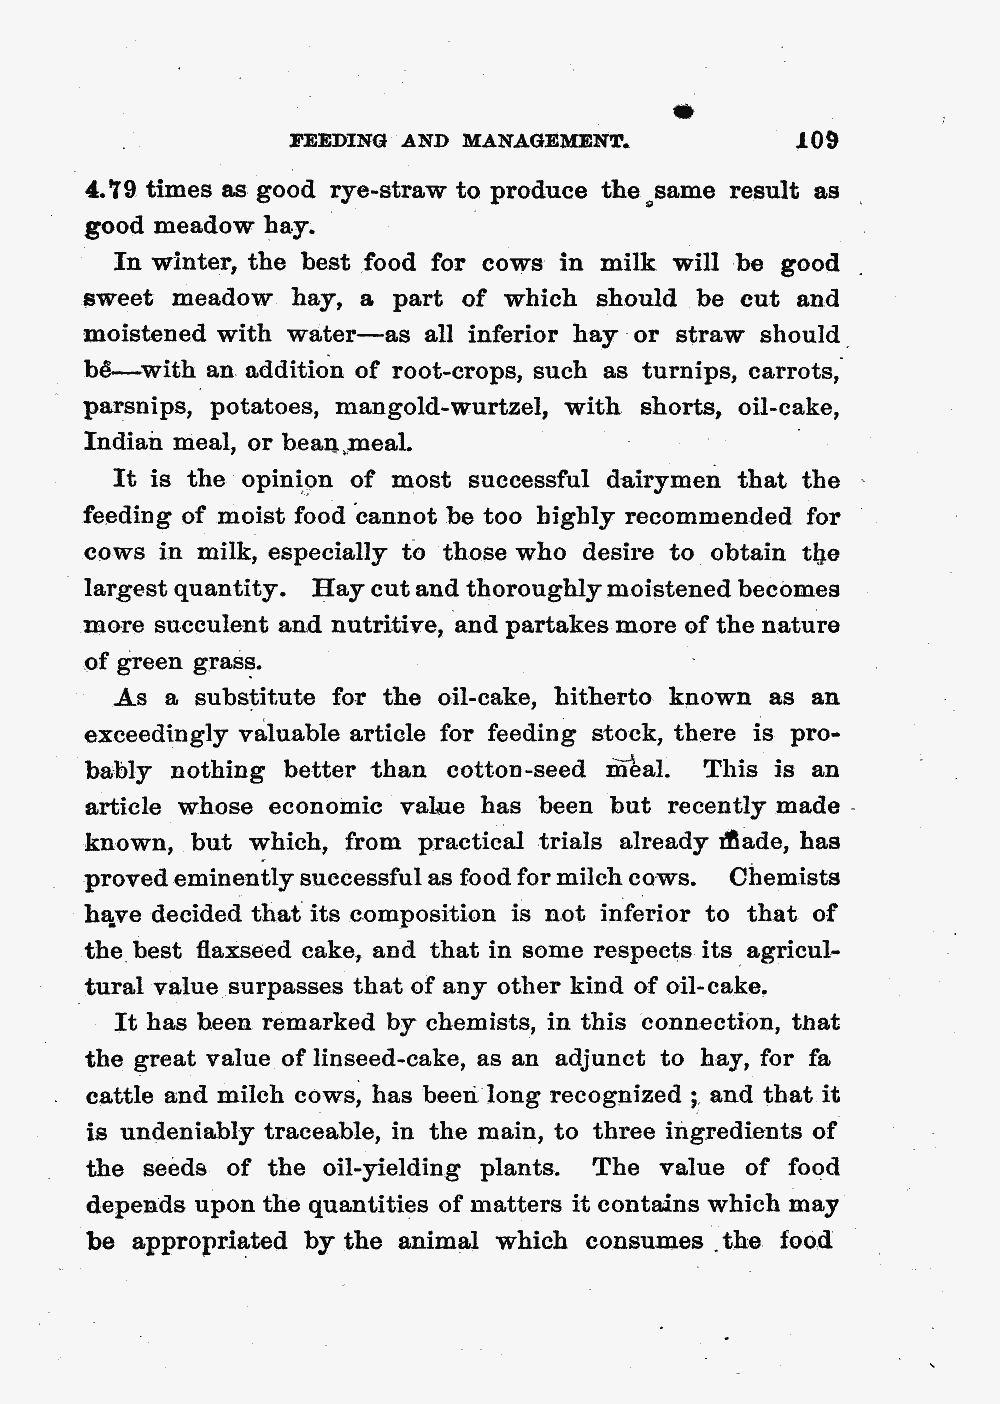 FEEDING AND MANAGEMENT. 109
4.79 times as good rye-straw to produce the same result as
good meadow hay.
In winter, the best food for cows in milk will be good
sweet meadow hay, a part of which should be cut and
moistened with water—as all inferior hay or straw should
be—with an addition of root-crops, such as turnips, carrots,
parsnips, potatoes, mangold-wurtzel, with shorts, oil-cake,
Indian meal, or bean meal.
It is the opinion of most successful dairymen that the
feeding of moist food cannot be too highly recommended for
cows in milk, especially to those who desire to obtain the
largest quantity. Hay cut and thoroughly moistened becomes
more succulent and nutritive, and partakes more of the nature
of green grass.
As a substitute for the oil-cake, hitherto known as an
exceedingly valuable article for feeding stock, there is pro-
bably nothing better than cotton-seed meal. This is an
article whose economic value has been but recently made
known, but which, from practical trials already made, has
proved eminently successful as food for milch cows. Chemists
have decided that its composition is not inferior to that of
the best flaxseed cake, and that in some respects its agricul-
tural value surpasses that of any other kind of oil-cake.
It has been remarked by chemists, in this connection, that
the great value of linseed-cake, as an adjunct to hay, for fa
cattle and milch cows, has been long recognized ; and that it
is undeniably traceable, in the main, to three ingredients of
the seeds of the oil-yielding plants. The value of food
depends upon the quantities of matters it contains which may
be appropriated by the animal which consumes the food